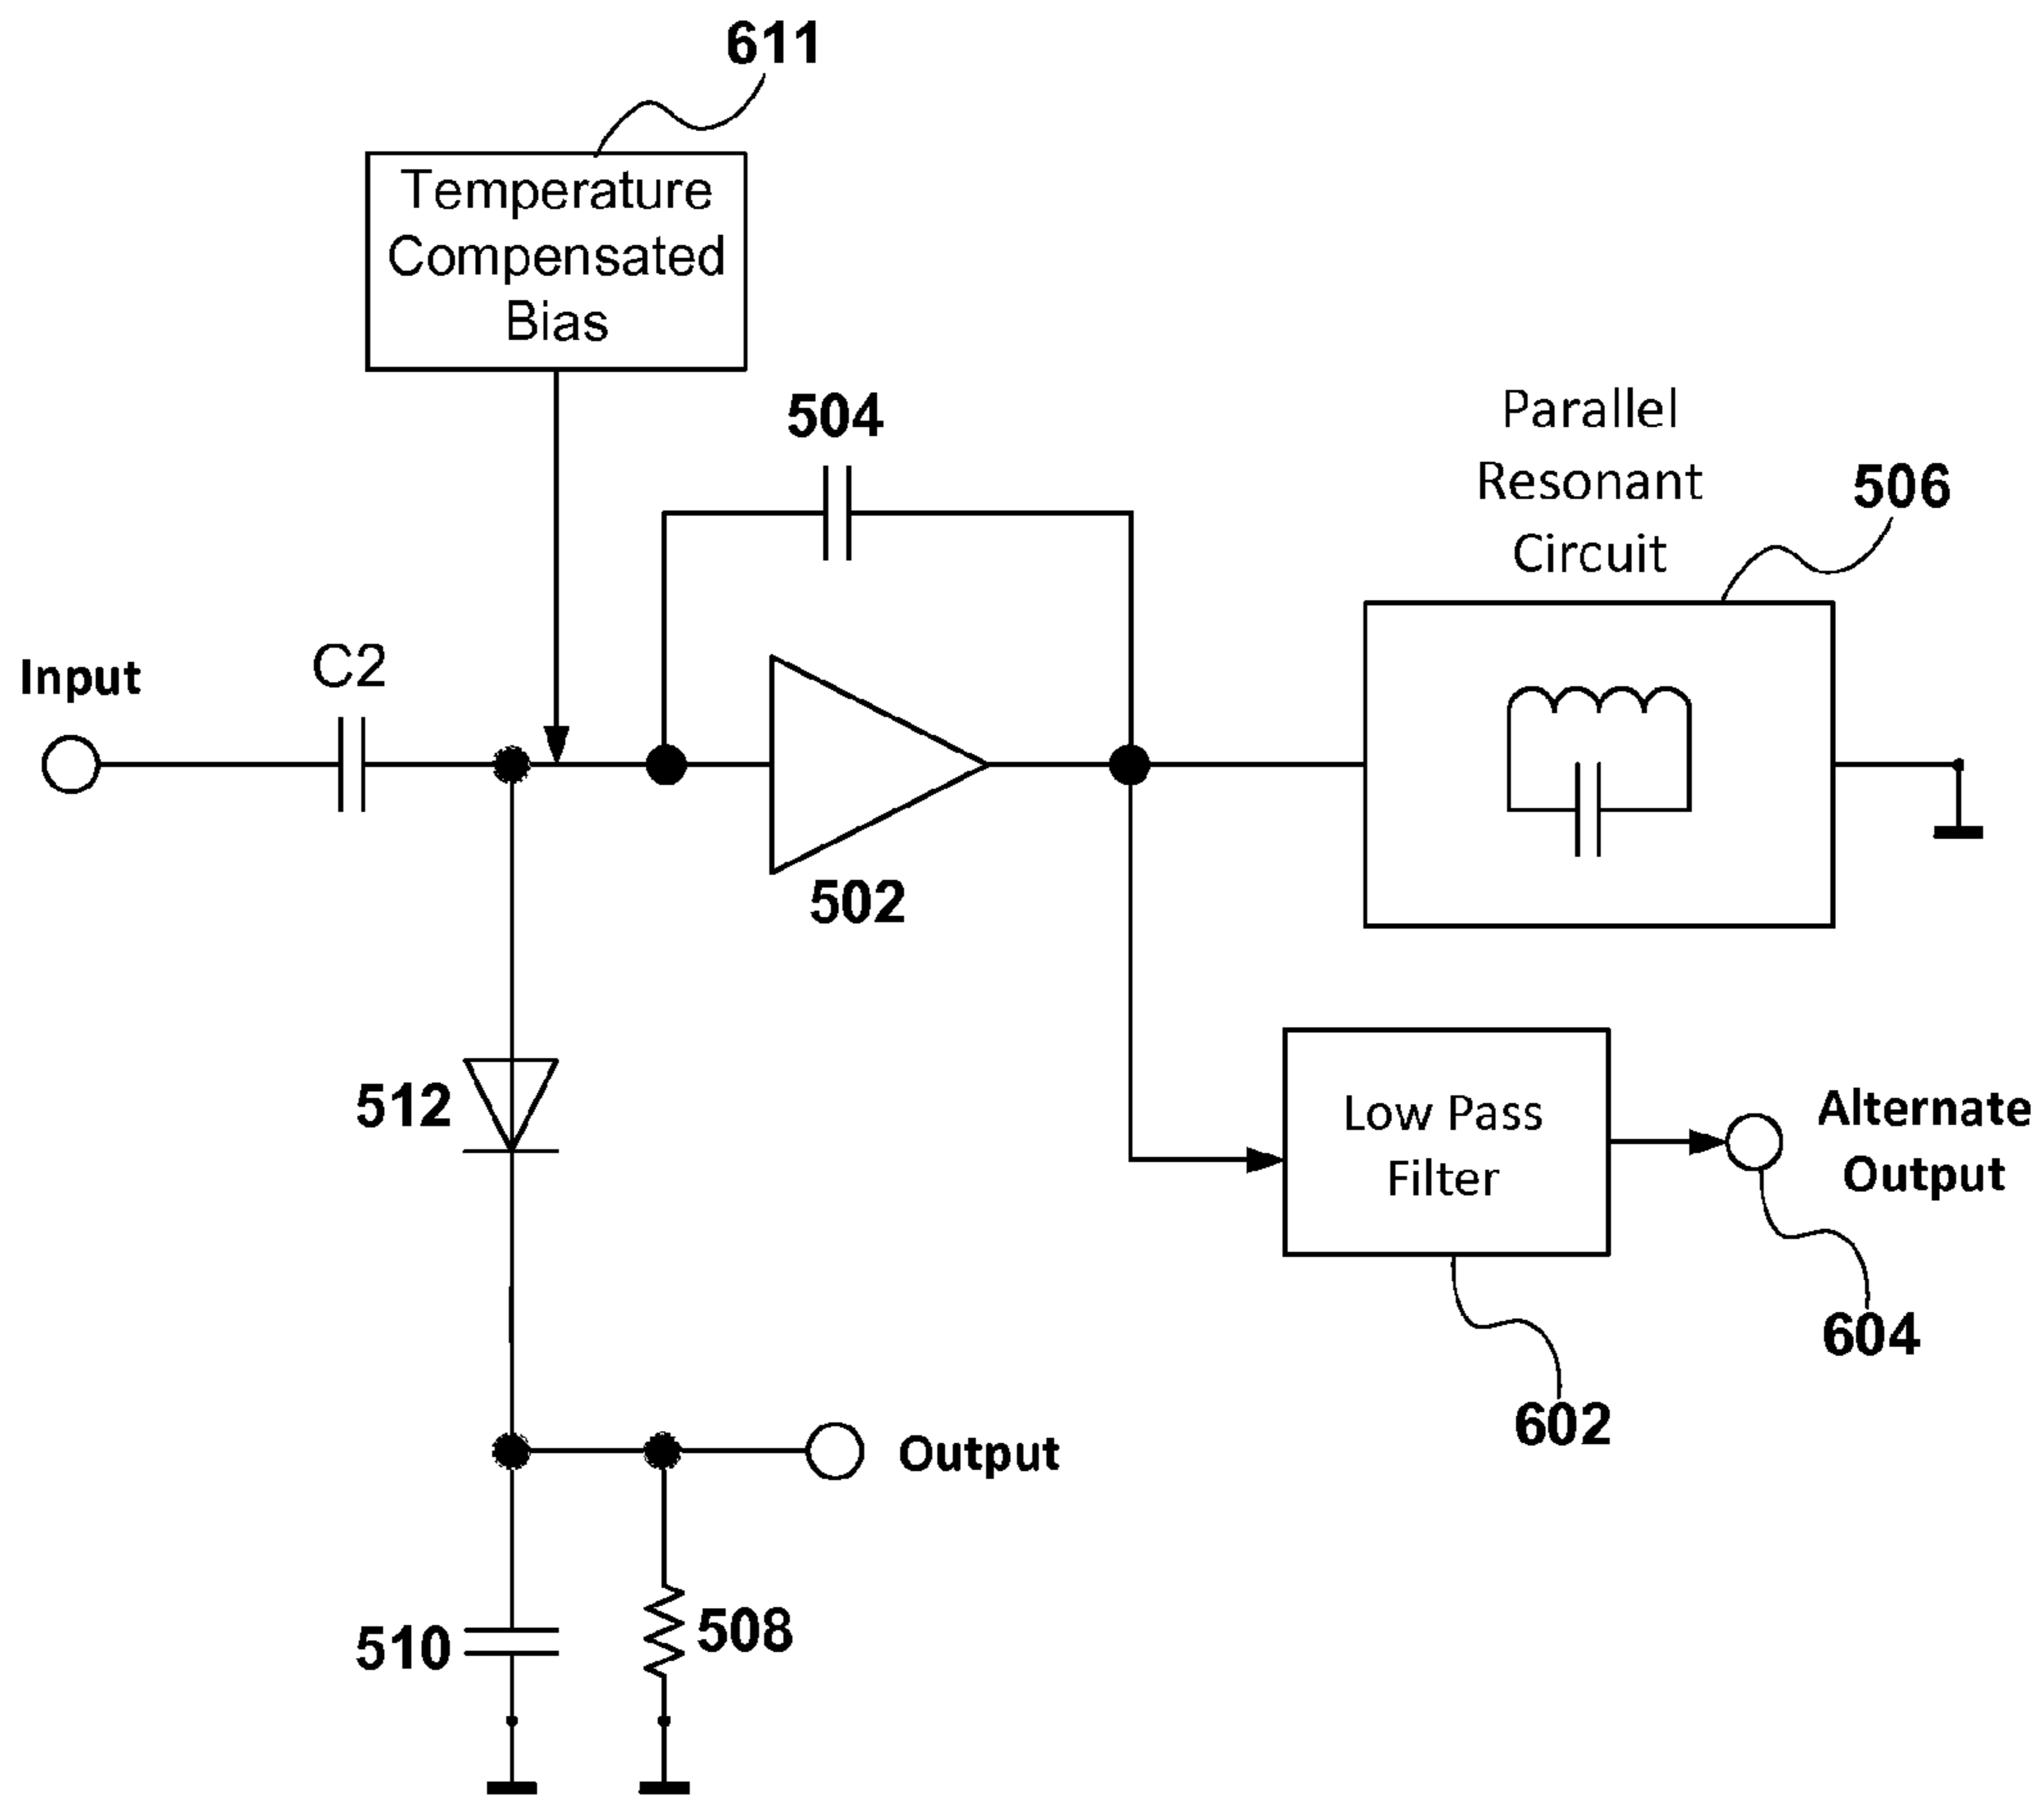 611
Temperature
Compensated
Bias
504
Parallel
Resonant
Circuit
506
Input
C2
502
512
Low Pass
Filter
Alternate
Output
604
602
Output
510
508